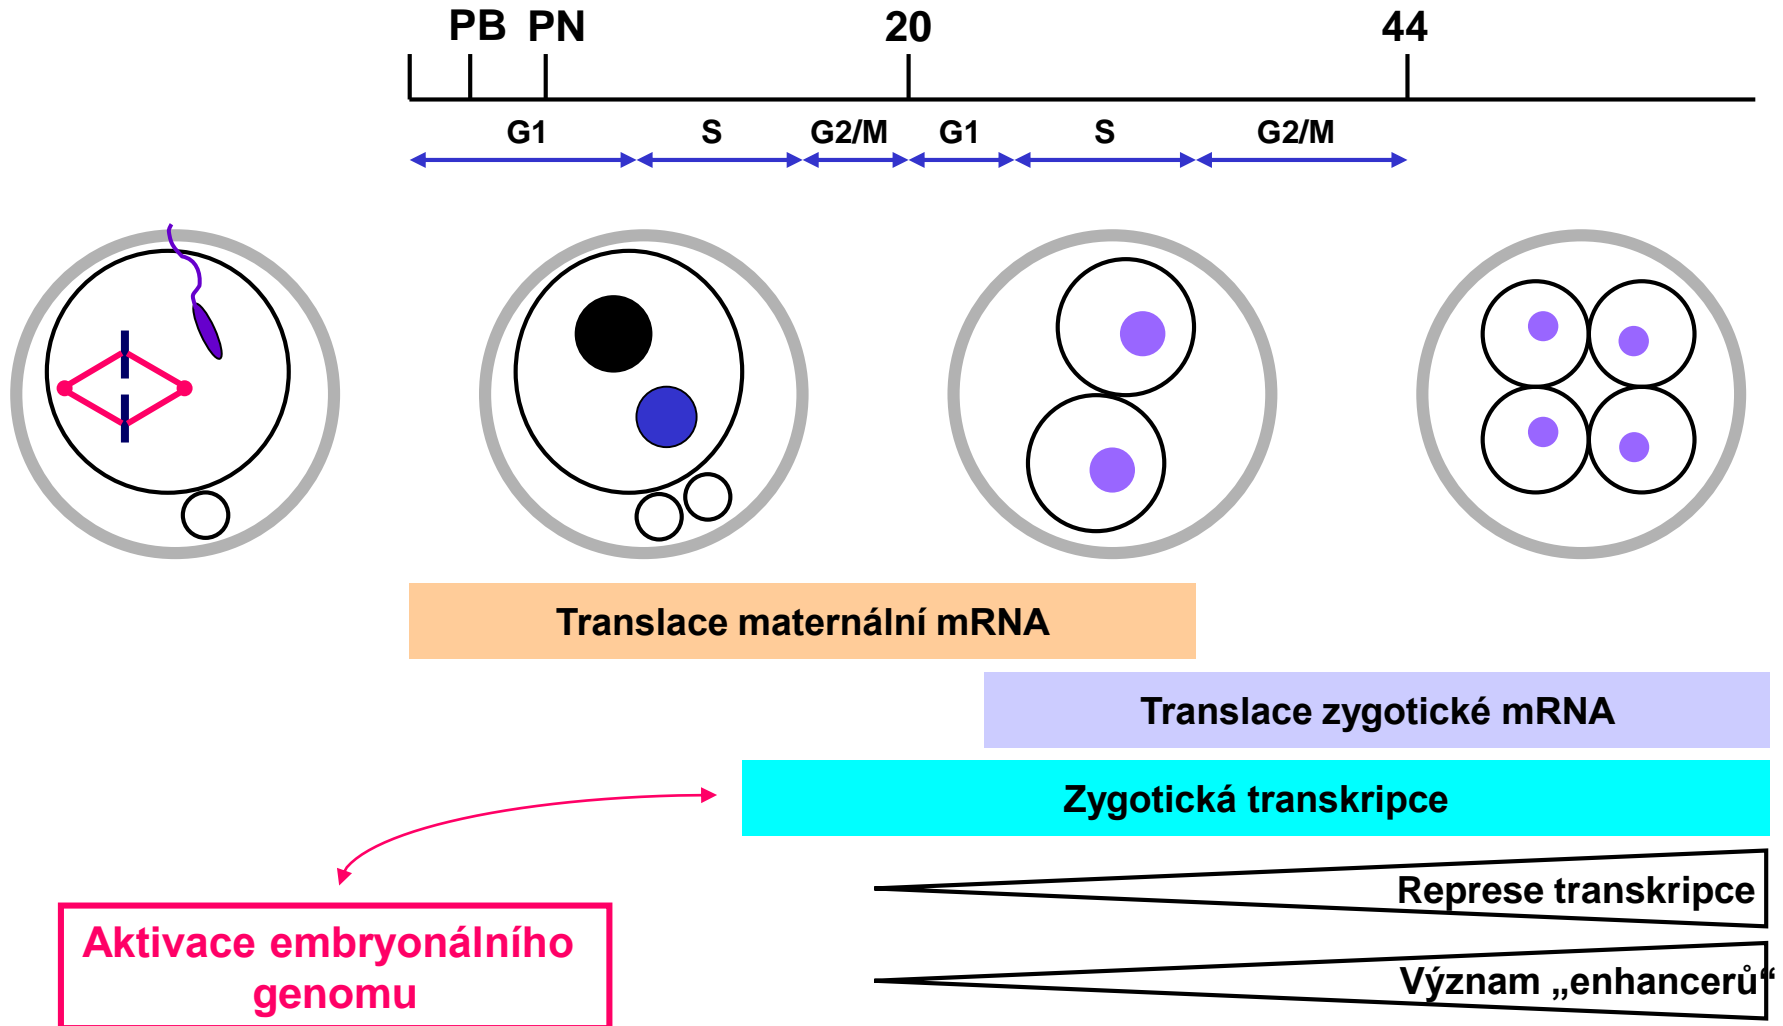 PB PN 20 44
G1 S G2/M G1 S G2/M
Translace maternální mRNA
Translace zygotické mRNA
Zygotická transkripce
Represe transkripce
Aktivace embryonálního
genomu
Význam „enhancerů“